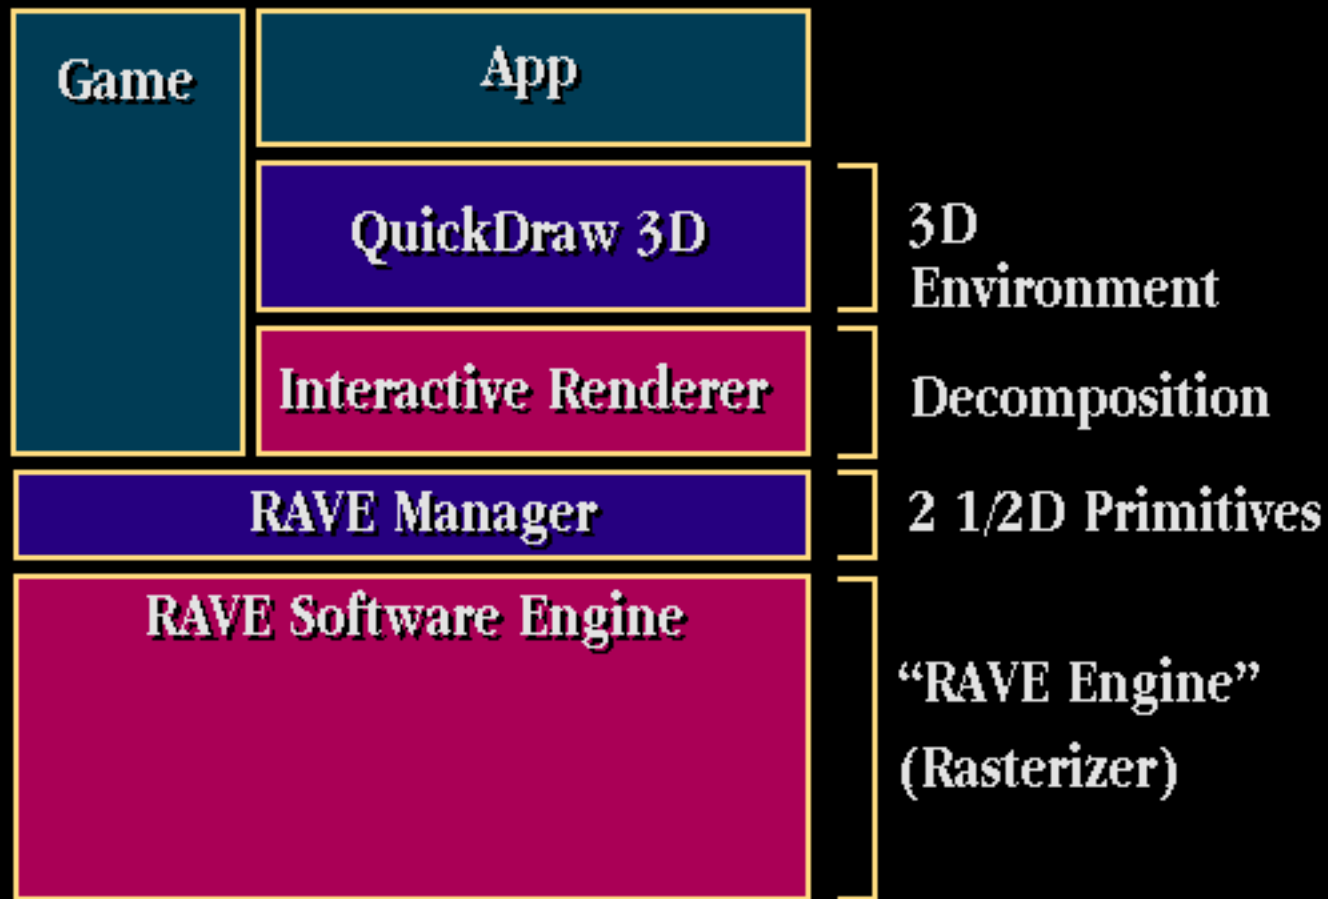 Game
App
QuickDraw 3D
3D
Environment
Interactive Renderer
Decomposition
RAVE Manager
2 1/2D Primitives
RAVE Software Engine
“RAVE Engine”
(Rasterizer)